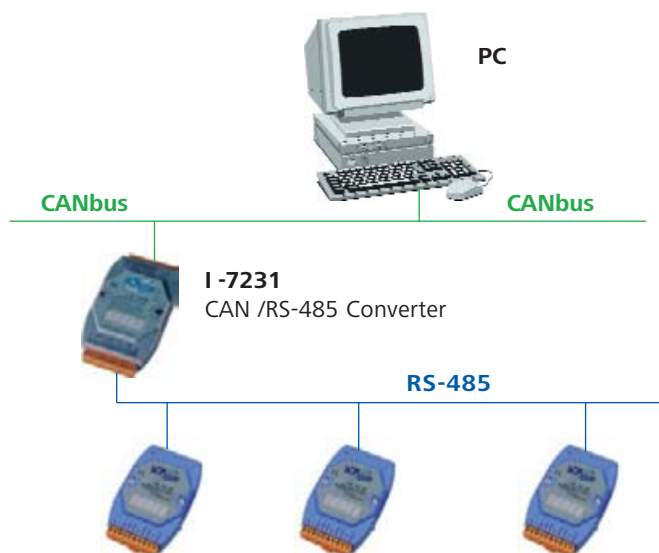 PC
CANbus
CANbus
I -7231
CAN /RS-485 Converter
RS-485